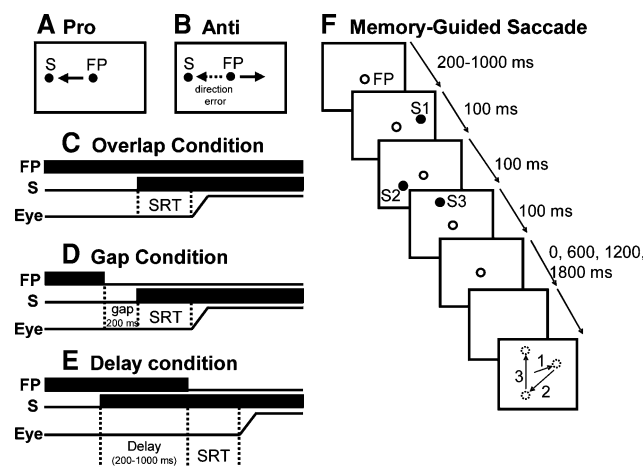 A Pro
S FP
B Anti
S FP
direction
error
C Overlap Condition
FP
S
SRT
Eye
D Gap Condition
FP
S
gap
200 ms
SRT
Eye
E Delay condition
FP
S
Eye
Delay
(200-1000 ms)
SRT
F Memory-Guided Saccade
FP
200-1000 ms
S1
100 ms
S2
100 ms
S3
100 ms
0, 600, 1200,
1800 ms
1
3
2